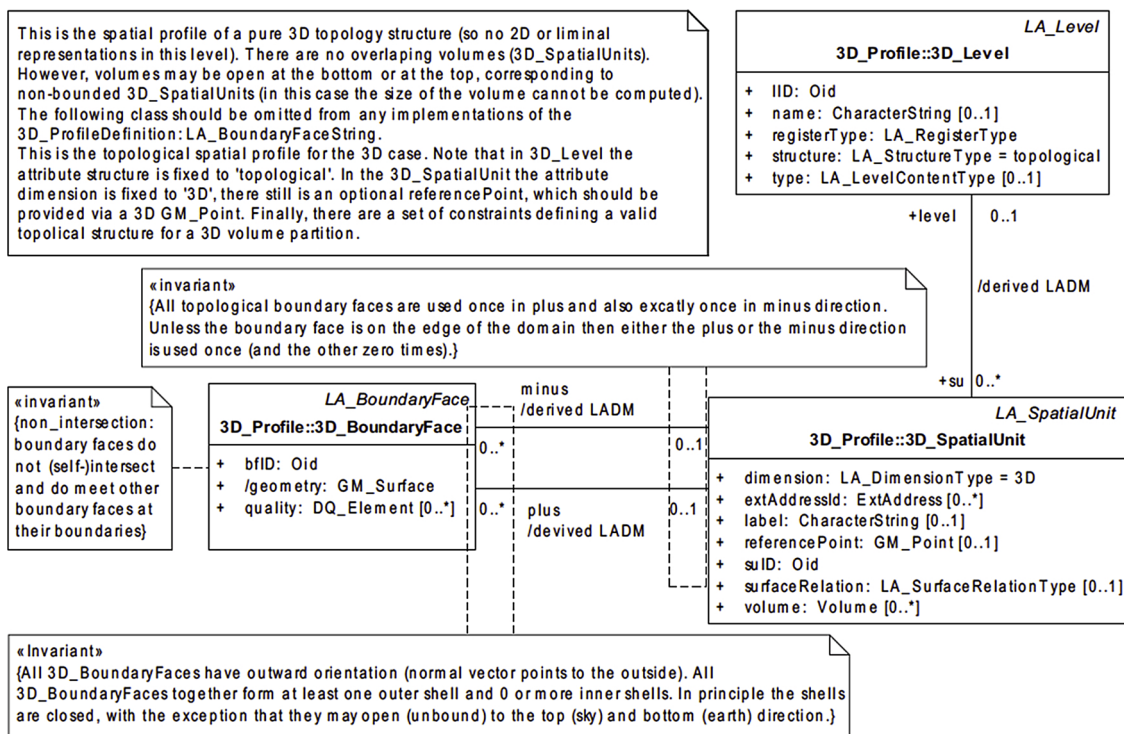 This is the spatial profile of a pure 3D topology structure (so no 2D or liminal
representations in this level). There are no overlaping volumes (3D_SpatialUnits).
However, volumes may be open at the bottom or at the top, corresponding to
non-bounded 3D_SpatialUnits (in this case the size of the volume cannot be computed).
The following class should be omitted from any implementations of the
3D_ProfileDefinition: LA_BoundaryFaceString.
This is the topological spatial profile for the 3D case. Note that in 3D_Level the
attribute structure is fixed to 'topological'. In the 3D_SpatialUnit the attribute
dimension is fixed to '3D', there still is an optional referencePoint, which should be
provided via a 3D GM_Point. Finally, there are a set of constraints defining a valid
topolical structure for a 3D volume partition.
LA_Level
3D_Profile::3D_Level
+ lID: Oid
+ name: CharacterString [0..1]
+ registerType: LA_RegisterType
+ structure: LA_StructureType = topological
+ type: LA_LevelContentType [0..1]
+level 0..1
/derived LADM
+su 0..*
«invariant»
{All topological boundary faces are used once in plus and also excatly once in minus direction.
Unless the boundary face is on the edge of the domain then either the plus or the minus direction
is used once (and the other zero times).}
«invariant»
{non_intersection:
boundary faces do
not (self-)intersect
and do meet other
boundary faces at
their boundaries}
LA_BoundaryFace
3D_Profile::3D_BoundaryFace
+ bfID: Oid
+ /geometry: GM_Surface
+ quality: DQ_Element [0..*]
minus
/derived LADM
0..* 0..1
0..* 0..1
plus
/devived LADM
LA_SpatialUnit
3D_Profile::3D_SpatialUnit
+ dimension: LA_DimensionType = 3D
+ extAddressId: ExtAddress [0..*]
+ label: CharacterString [0..1]
+ referencePoint: GM_Point [0..1]
+ suID: Oid
+ surfaceRelation: LA_SurfaceRelationType [0..1]
+ volume: Volume [0..*]
«Invariant»
{All 3D_BoundaryFaces have outward orientation (normal vector points to the outside). All
3D_BoundaryFaces together form at least one outer shell and 0 or more inner shells. In principle the shells
are closed, with the exception that they may open (unbound) to the top (sky) and bottom (earth) direction.}